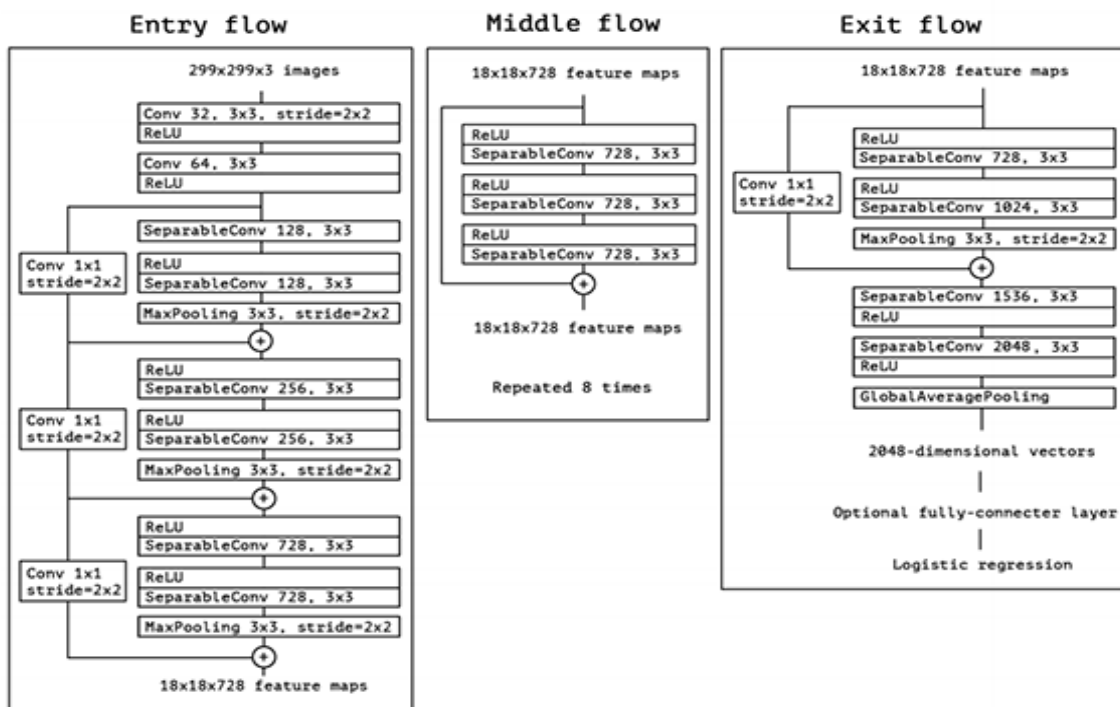 Entry flow
299x299x3 images
Conv 32, 3x3, stride=2x2
ReLU
Conv 64, 3x3
ReLU
SeparableConv 128, 3x3
Conv 1x1
stride=2x2
ReLU
SeparableConv 128, 3x3
MaxPooling 3x3, stride=2x2
+
ReLU
SeparableConv 256, 3x3
Conv 1x1
stride=2x2
ReLU
SeparableConv 256, 3x3
MaxPooling 3x3, stride=2x2
+
ReLU
SeparableConv 728, 3x3
Conv 1x1
stride=2x2
ReLU
SeparableConv 728, 3x3
MaxPooling 3x3, stride=2x2
+
18x18x728 feature maps
Middle flow
18x18x728 feature maps
ReLU
SeparableConv 728, 3x3
ReLU
SeparableConv 728, 3x3
ReLU
SeparableConv 728, 3x3
+
18x18x728 feature maps
Repeated 8 times
Exit flow
18x18x728 feature maps
ReLU
SeparableConv 728, 3x3
Conv 1x1
stride=2x2
ReLU
SeparableConv 1024, 3x3
MaxPooling 3x3, stride=2x2
+
SeparableConv 1536, 3x3
ReLU
SeparableConv 2048, 3x3
ReLU
GlobalAveragePooling
2048-dimensional vectors
Optional fully-connecter layer
Logistic regression